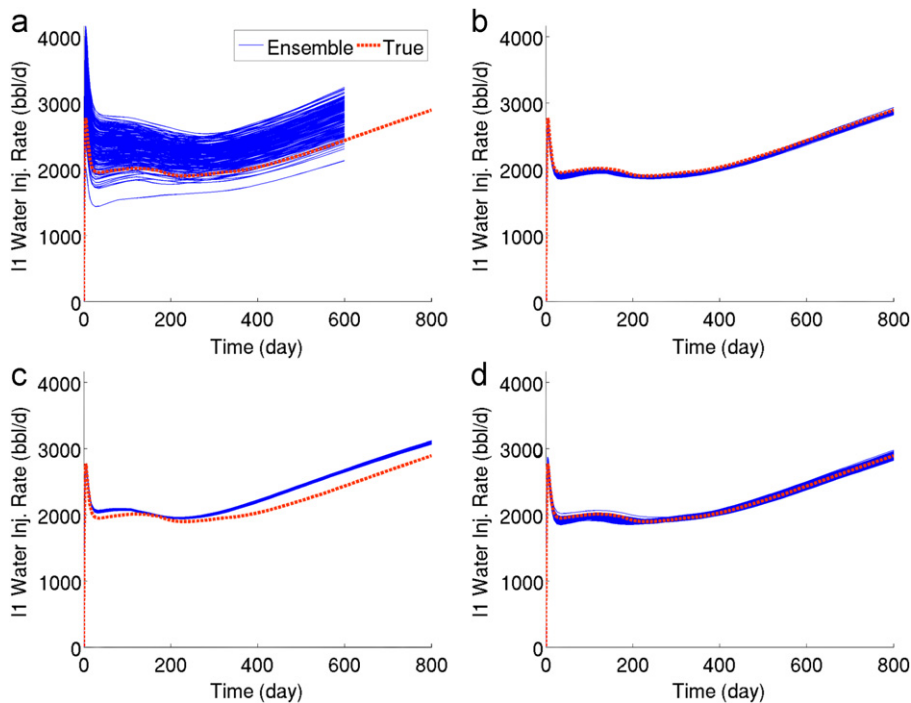 a
I1 Water Inj. Rate (bbl/d)
4000
3000
2000
1000
0
Ensemble True
0 200 400 600 800
Time (day)
b
I1 Water Inj. Rate (bbl/d)
4000
3000
2000
1000
0
0 200 400 600 800
Time (day)
c
I1 Water Inj. Rate (bbl/d)
4000
3000
2000
1000
0
0 200 400 600 800
Time (day)
d
I1 Water Inj. Rate (bbl/d)
4000
3000
2000
1000
0
0 200 400 600 800
Time (day)